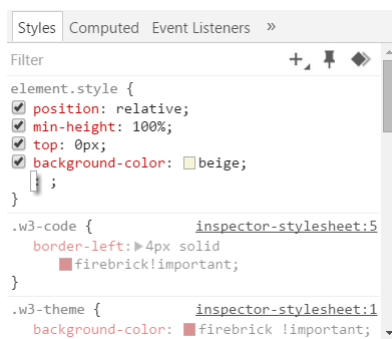 Styles Computed Event Listeners »
Filter
element.style {
position: relative;
min-height: 100%;
top: 0px;
background-color: beige;
: ;
}
.w3-code { inspector-stylesheet:5
border-left: 4px solid
firebrick!important;
}
.w3-theme { inspector-stylesheet:1
background-color: firebrick !important;